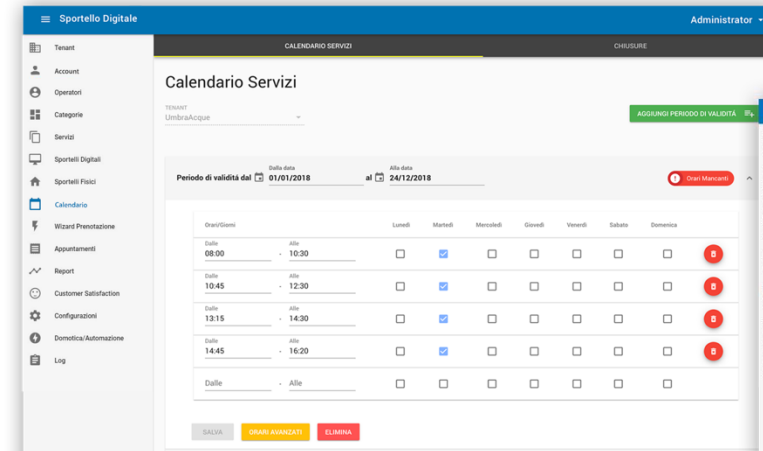 Sportello Digitale
Administrator
Tenant
Account
Operatori
Categorie
Servizi
Sportelli Digitali
Sportelli Fisici
Calendario
Wizard Prenotazione
Appuntamenti
Report
Customer Satisfaction
Configurazioni
Domotica/Automazione
Log
CALENDARIO SERVIZI
CHIUSURE
Calendario Servizi
TENANT
UmbraAcque
AGGIUNGI PERIODO DI VALIDITÁ
Periodo di validitá dal
Dalla data
01/01/2018
al
Alla data
24/12/2018
Orari Mancanti
Orari/Giorni Lunedì Martedì Mercoledì Giovedì Venerdì Sabato Domenica
Dalle Alle
08:00 - 10:30
Dalle Alle
10:45 - 12:30
Dalle Alle
13:15 - 14:30
Dalle Alle
14:45 - 16:20
Dalle - Alle
SALVA
ORARI AVANZATI
ELIMINA